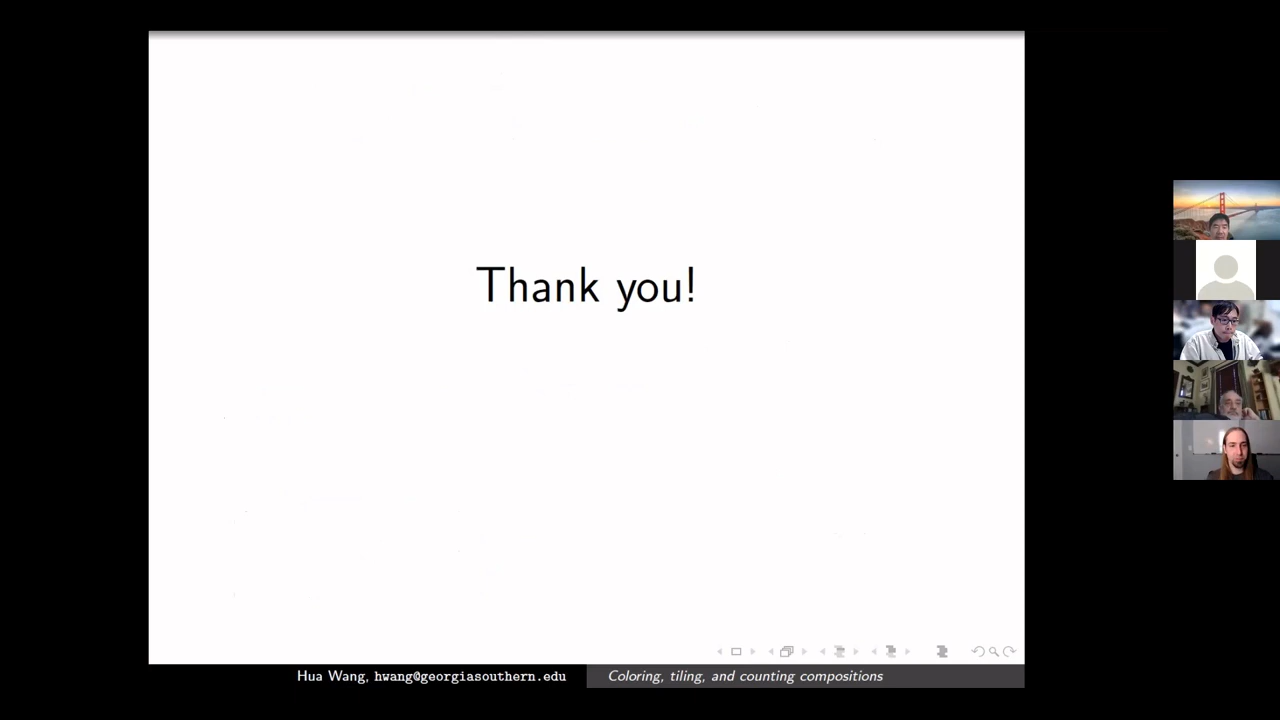 Thank you!
Hua Wang, hwang@georgiasouthern.edu
Coloring, tiling, and counting compositions